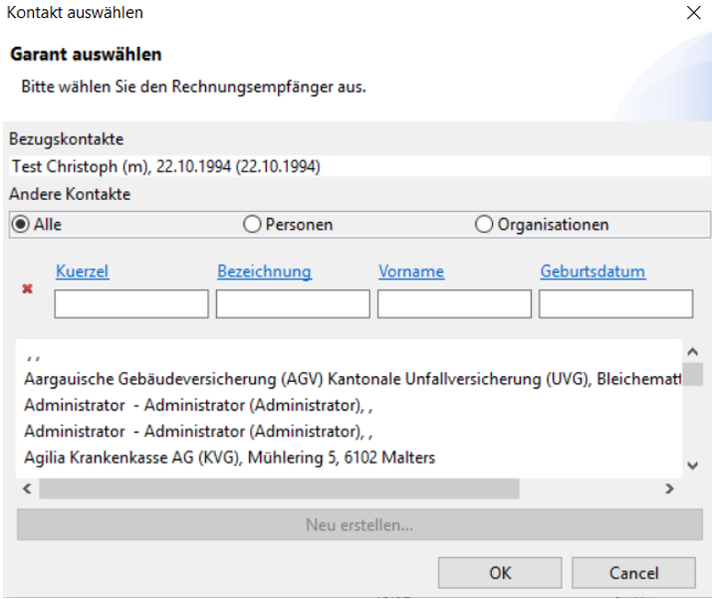 Kontakt auswählen
Garant auswählen
Bitte wählen Sie den Rechnungsempfänger aus.
Bezugskontakte
Test Christoph (m), 22.10.1994 (22.10.1994)
Andere Kontakte
Alle Personen Organisationen
Kuerzel Bezeichnung Vorname Geburtsdatum
, ,
Aargauische Gebäudeversicherung (AGV) Kantonale Unfallversicherung (UVG), Bleichematt
Administrator - Administrator (Administrator), ,
Administrator - Administrator (Administrator), ,
Agilia Krankenkasse AG (KVG), Mühlering 5, 6102 Malters
Neu erstellen...
OK Cancel